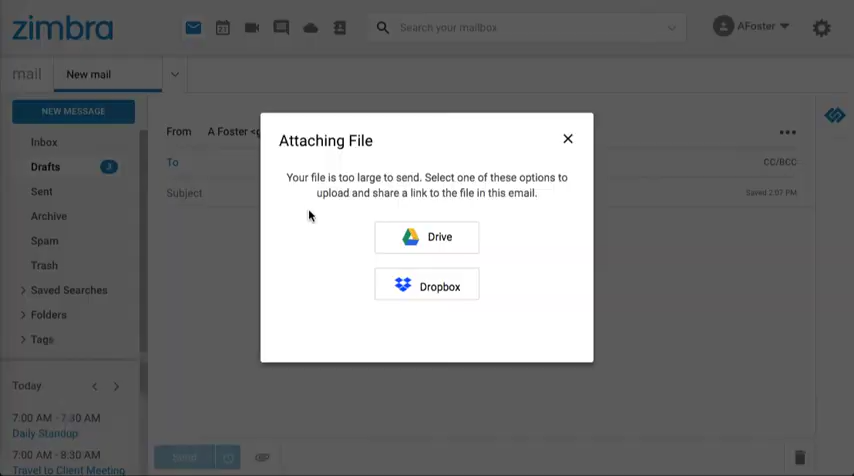 zimbra
21
Search your mailbox
AFoster
mail
New mail
NEW MESSAGE
Inbox
Drafts
Sent
Archive
Spam
Trash
Saved Searches
Folders
Tags
Today
7:00 AM - 7:30 AM
Daily Standup
7:00 AM - 8:30 AM
Travel to Client Meeting
From A Foster <g
To
CC/BCC
Subject
Saved 2:07 PM
Attaching File
Your file is too large to send. Select one of these options to
upload and share a link to the file in this email.
Drive
Dropbox
Send